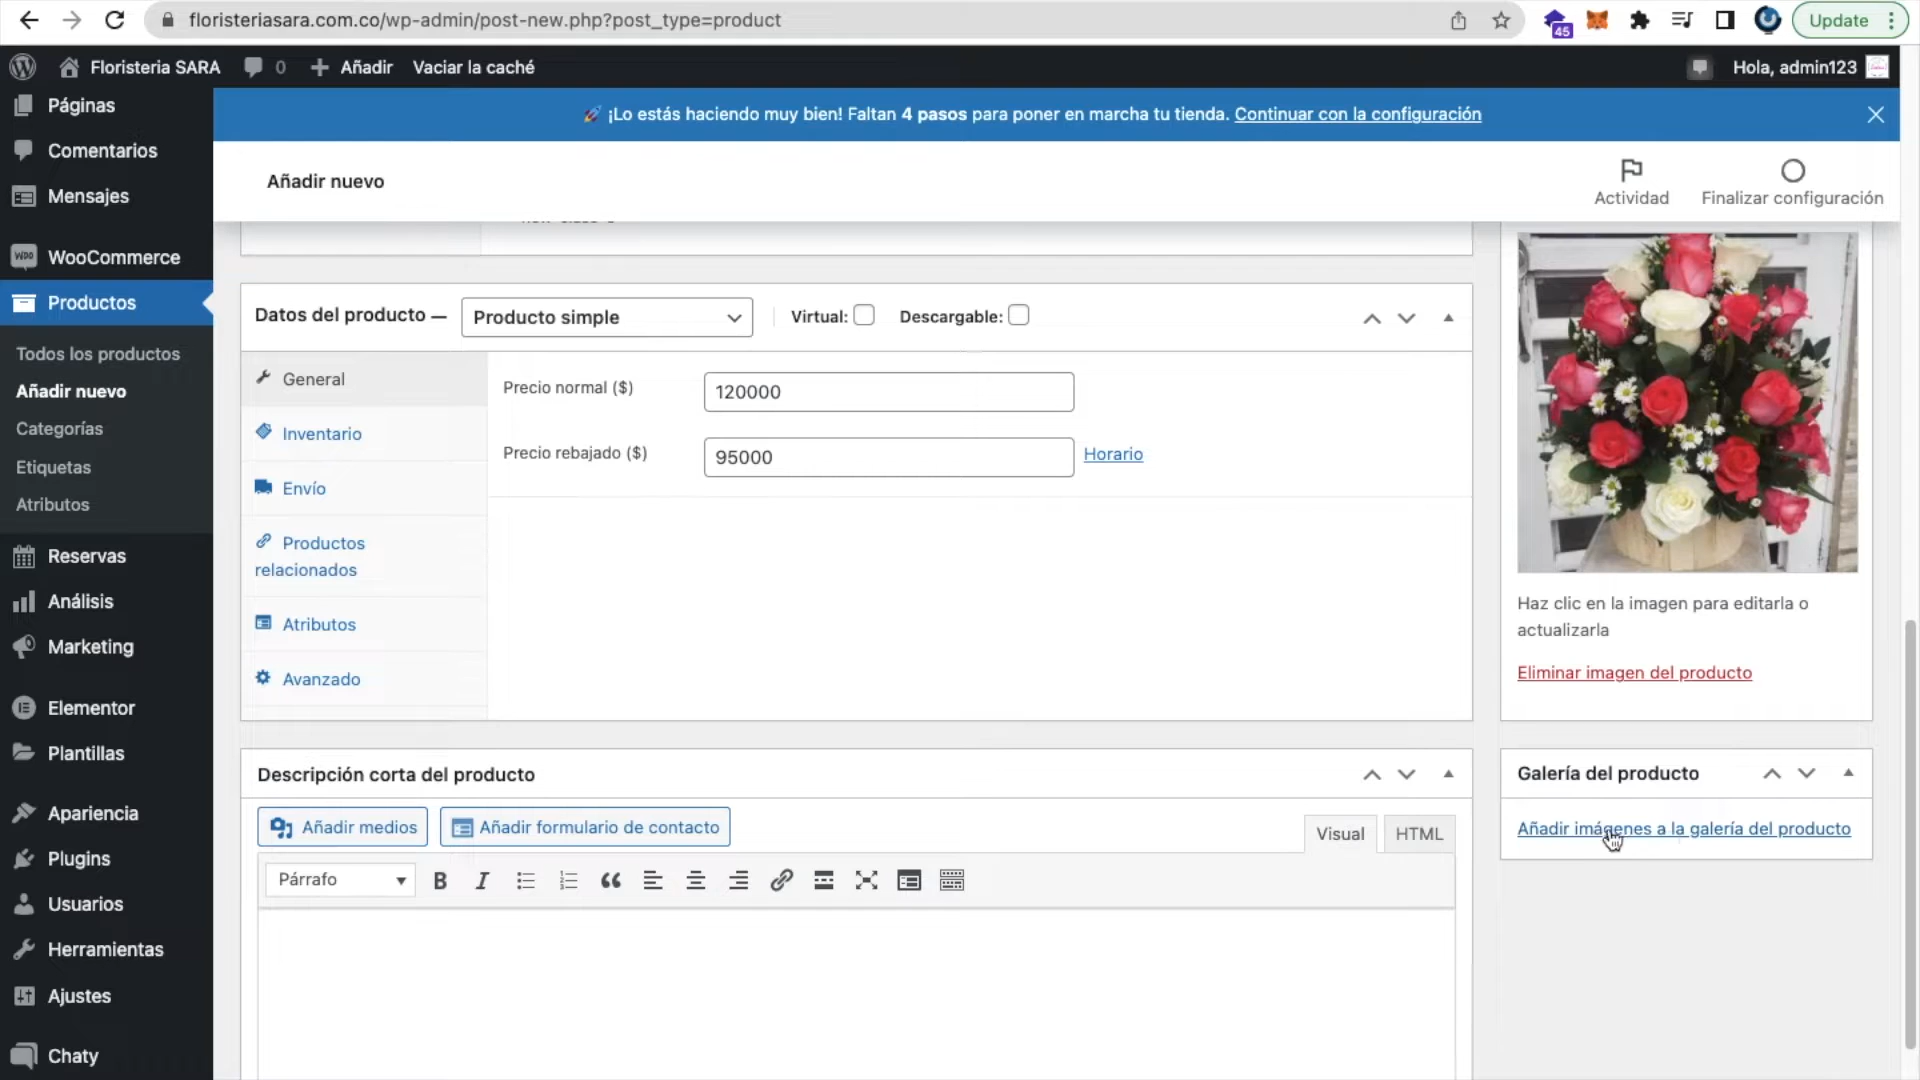 floristeriasara.com.co/wp-admin/post-new.php?post_type=product
45
Update
Floristeria SARA
0
Añadir
Vaciar la caché
Hola, admin123
Páginas
Comentarios
Mensajes
WooCommerce
Productos
Todos los productos
Añadir nuevo
Categorías
Etiquetas
Atributos
Reservas
Análisis
Marketing
Elementor
Plantillas
Apariencia
Plugins
Usuarios
Herramientas
Ajustes
Chaty
¡Lo estás haciendo muy bien! Faltan 4 pasos para poner en marcha tu tienda. Continuar con la configuración
Añadir nuevo
Actividad
Finalizar configuración
Datos del producto —
Producto simple
Virtual:
Descargable:
General
Inventario
Envío
Productos
relacionados
Atributos
Avanzado
Precio normal ($)
120000
Precio rebajado ($)
95000
Horario
Descripción corta del producto
Añadir medios
Añadir formulario de contacto
Visual
HTML
Párrafo
Haz clic en la imagen para editarla o
actualizarla
Eliminar imagen del producto
Galería del producto
Añadir imágenes a la galería del producto